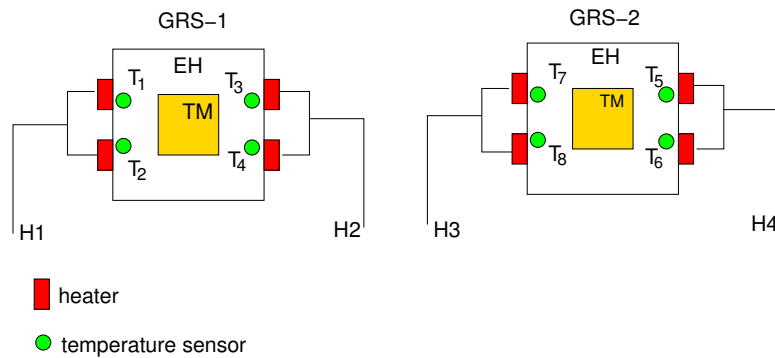 GRS−1
GRS−2
EH
T1
T3
TM
T2
T4
H1
H2
EH
T7
T5
TM
T8
T6
H3
H4
heater
temperature sensor